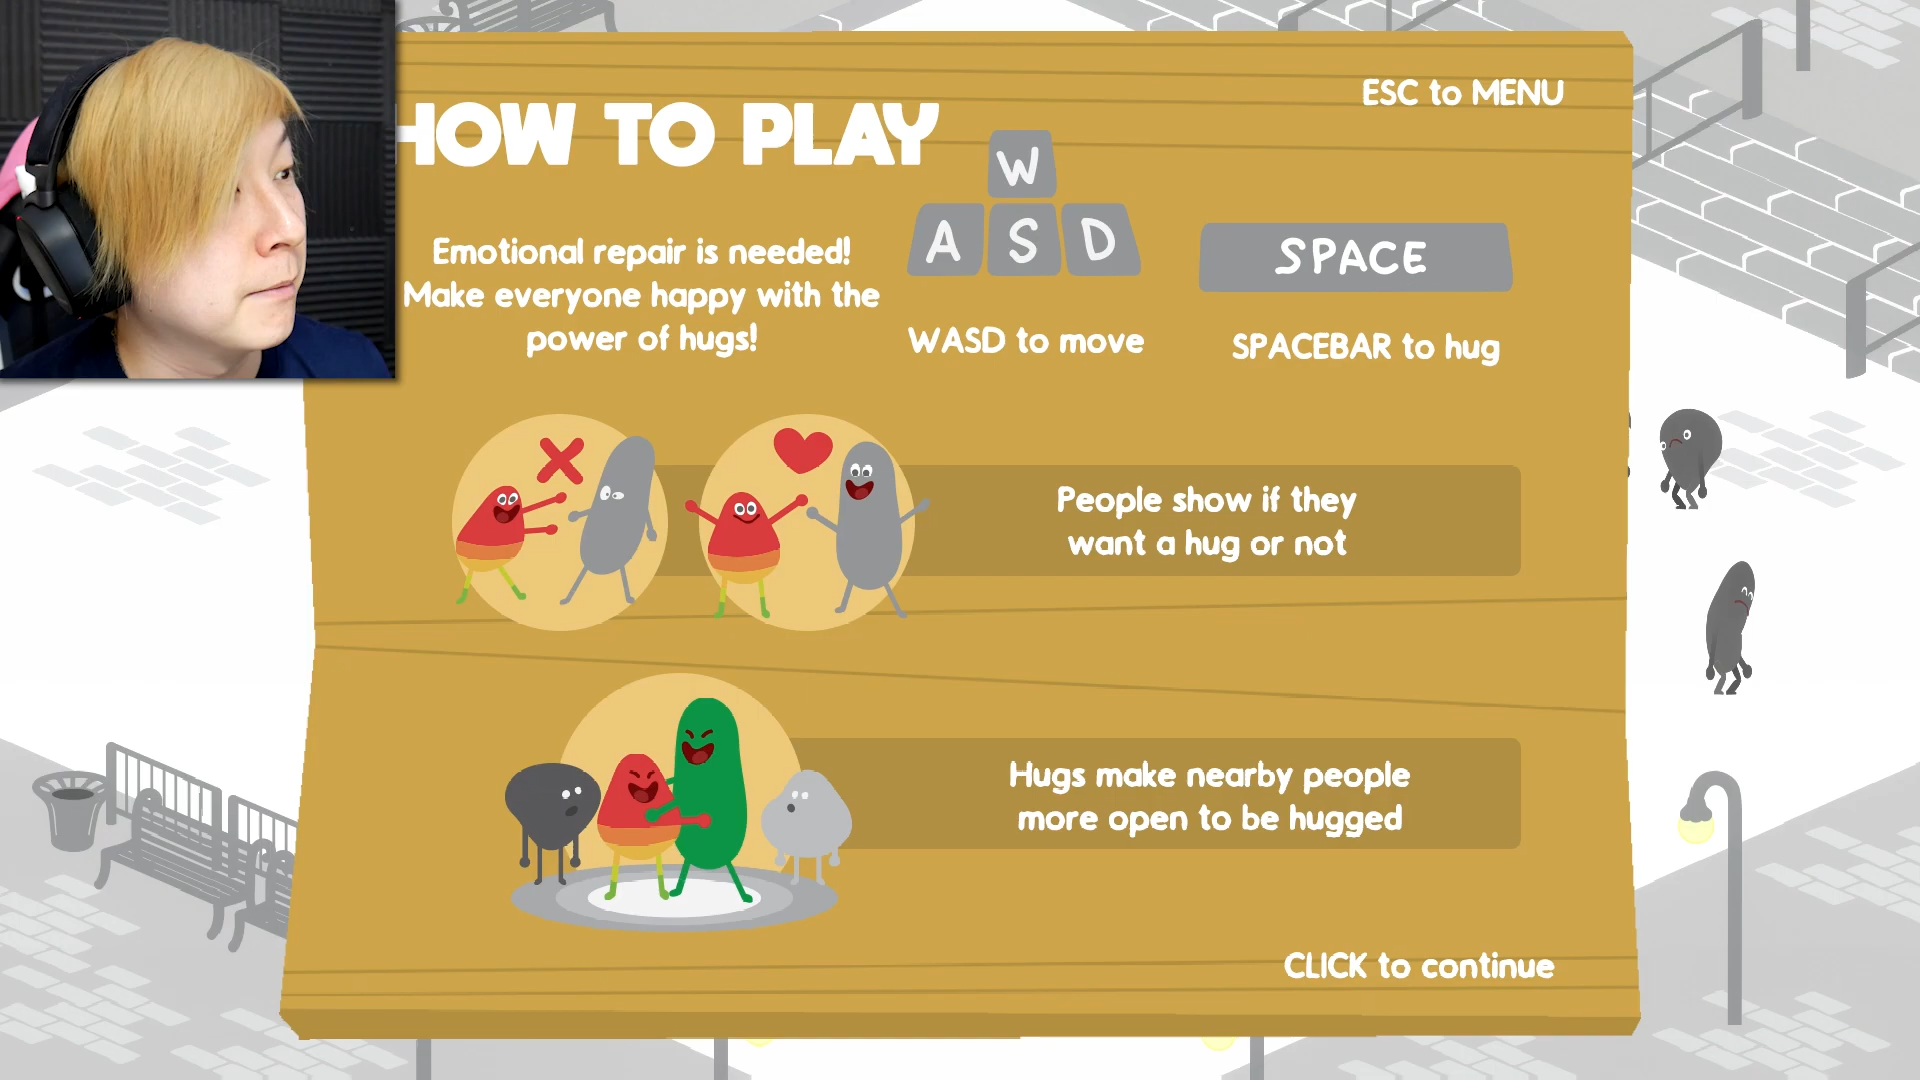 ESC to MENU
HOW TO PLAY
W
A S D
SPACE
Emotional repair is needed!
Make everyone happy with the
power of hugs!
WASD to move
SPACEBAR to hug
People show if they
want a hug or not
Hugs make nearby people
more open to be hugged
CLICK to continue